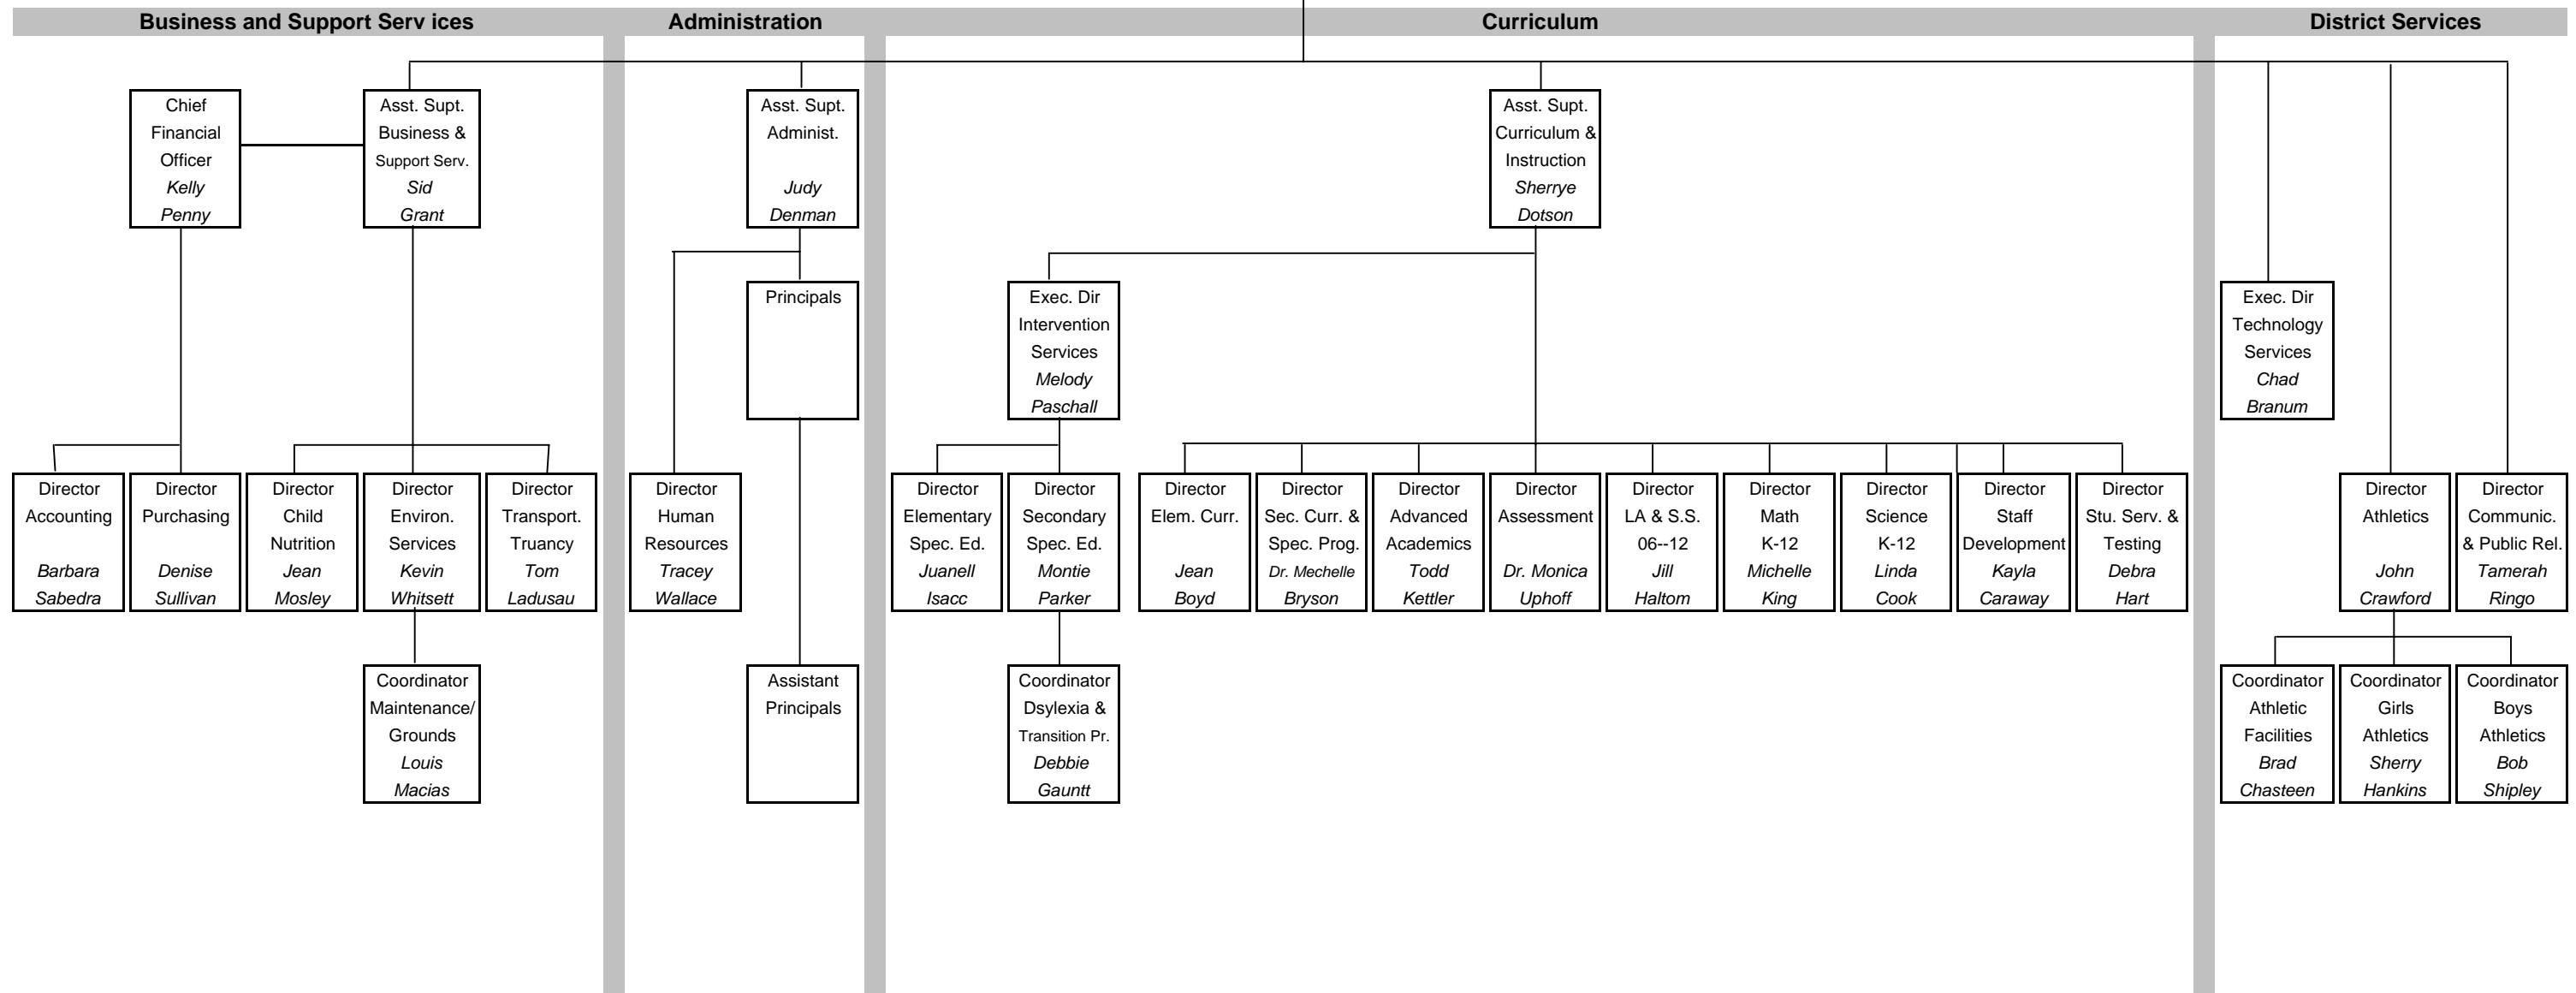 Business and Support Serv ices
Administration
Curriculum
District Services
Chief
Financial
Officer
Kelly
Penny
Asst. Supt.
Business &
Support Serv.
Sid
Grant
Asst. Supt.
Administ.
Judy
Denman
Asst. Supt.
Curriculum &
Instruction
Sherrye
Dotson
Principals
Exec. Dir
Intervention
Services
Melody
Paschall
Exec. Dir
Technology
Services
Chad
Branum
Director
Accounting
Barbara
Sabedra
Director
Purchasing
Denise
Sullivan
Director
Child
Nutrition
Jean
Mosley
Director
Environ.
Services
Kevin
Whitsett
Director
Transport.
Truancy
Tom
Ladusau
Director
Human
Resources
Tracey
Wallace
Director
Elementary
Spec. Ed.
Juanell
Isacc
Director
Secondary
Spec. Ed.
Montie
Parker
Director
Elem. Curr.
Jean
Boyd
Director
Sec. Curr. &
Spec. Prog.
Dr. Mechelle
Bryson
Director
Advanced
Academics
Todd
Kettler
Director
Assessment
Dr. Monica
Uphoff
Director
LA & S.S.
06--12
Jill
Haltom
Director
Math
K-12
Michelle
King
Director
Science
K-12
Linda
Cook
Director
Staff
Development
Kayla
Caraway
Director
Stu. Serv. &
Testing
Debra
Hart
Director
Athletics
John
Crawford
Director
Communic.
& Public Rel.
Tamerah
Ringo
Coordinator
Maintenance/
Grounds
Louis
Macias
Assistant
Principals
Coordinator
Dsylexia &
Transition Pr.
Debbie
Gauntt
Coordinator
Athletic
Facilities
Brad
Chasteen
Coordinator
Girls
Athletics
Sherry
Hankins
Coordinator
Boys
Athletics
Bob
Shipley